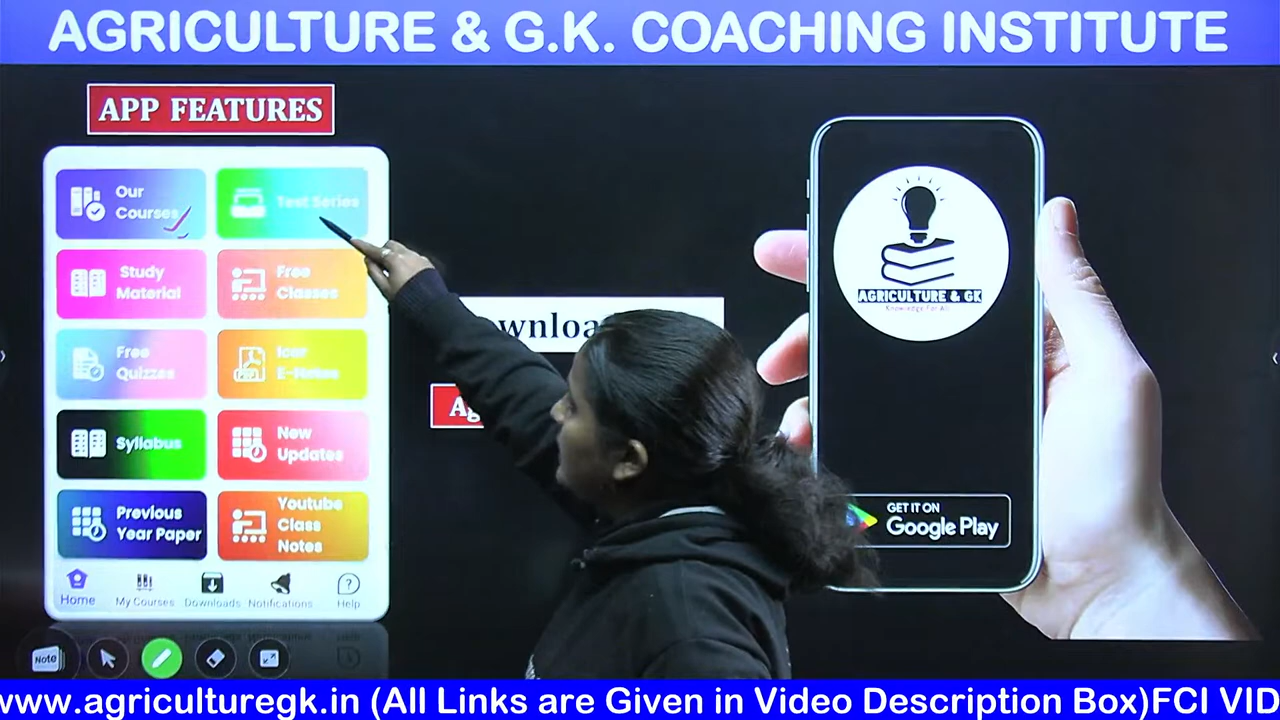 AGRICULTURE & G.K. COACHING INSTITUTE
APP FEATURES
Our
Courses
Test Series
Study
Material
Free
Classes
Free
Quizzes
Icar
E-Notes
Syllabus
New
Updates
Previous
Year Paper
Youtube
Class
Notes
Home
My Courses
Downloads
Notifications
Help
Note
AGRICULTURE & GK
Knowledge For All
GET IT ON
Google Play
www.agriculturegk.in (All Links are Given in Video Description Box)FCI VID